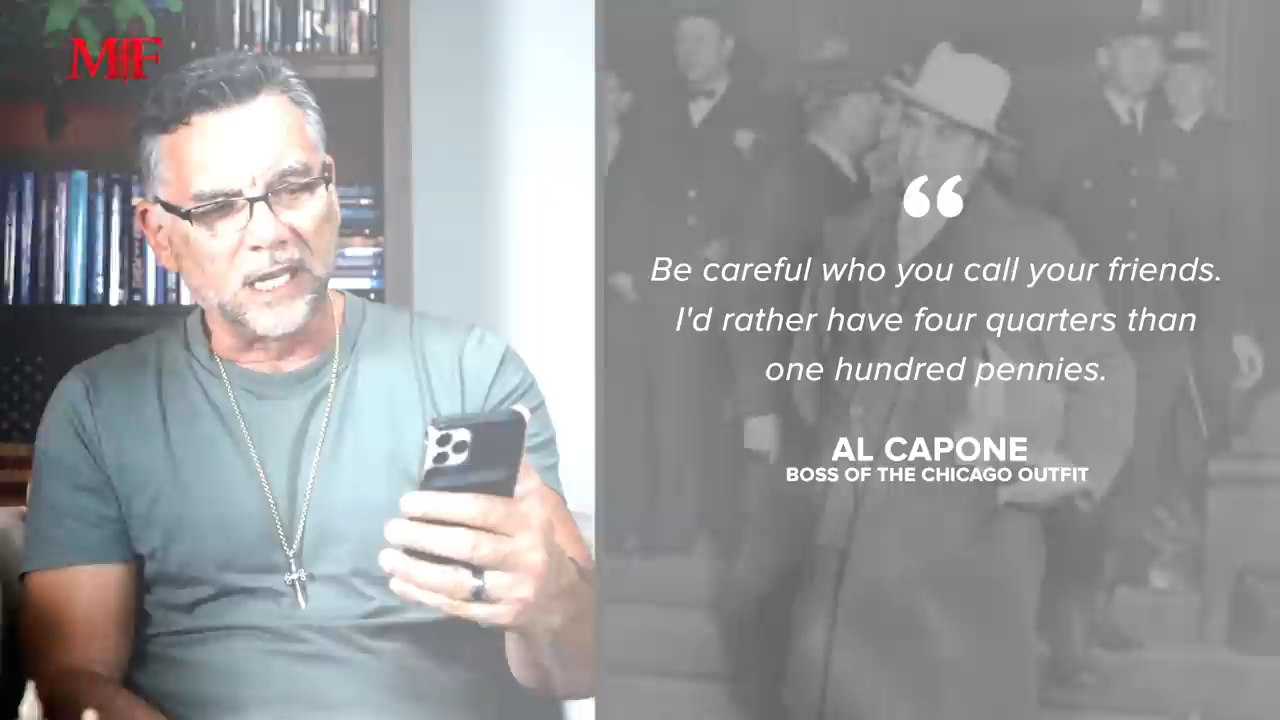 MF
“
Be careful who you call your friends.
I'd rather have four quarters than
one hundred pennies.
AL CAPONE
BOSS OF THE CHICAGO OUTFIT